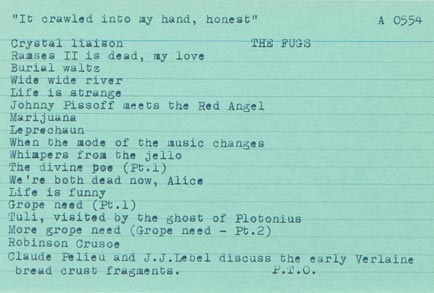 "It crawled into my hand, honest" A 0554
Crystal liaison THE FUGS
Ramses II is dead, my love
Burial waltz
Wide wide river
Life is strange
Johnny Pissoff meets the Red Angel
Marijuana
Leprechaun
When the mode of the music changes
Whimpers from the jello
The divine poe (Pt.1)
We're both dead now, Alice
Life is funny
Grope need (Pt.1)
Tuli, visited by the ghost of Plotonius
More grope need (Grope need - Pt.2)
Robinson Crusoe
Claude Pelieu and J.J.Lebel discuss the early Verlaine
bread crust fragments. P.T.O.